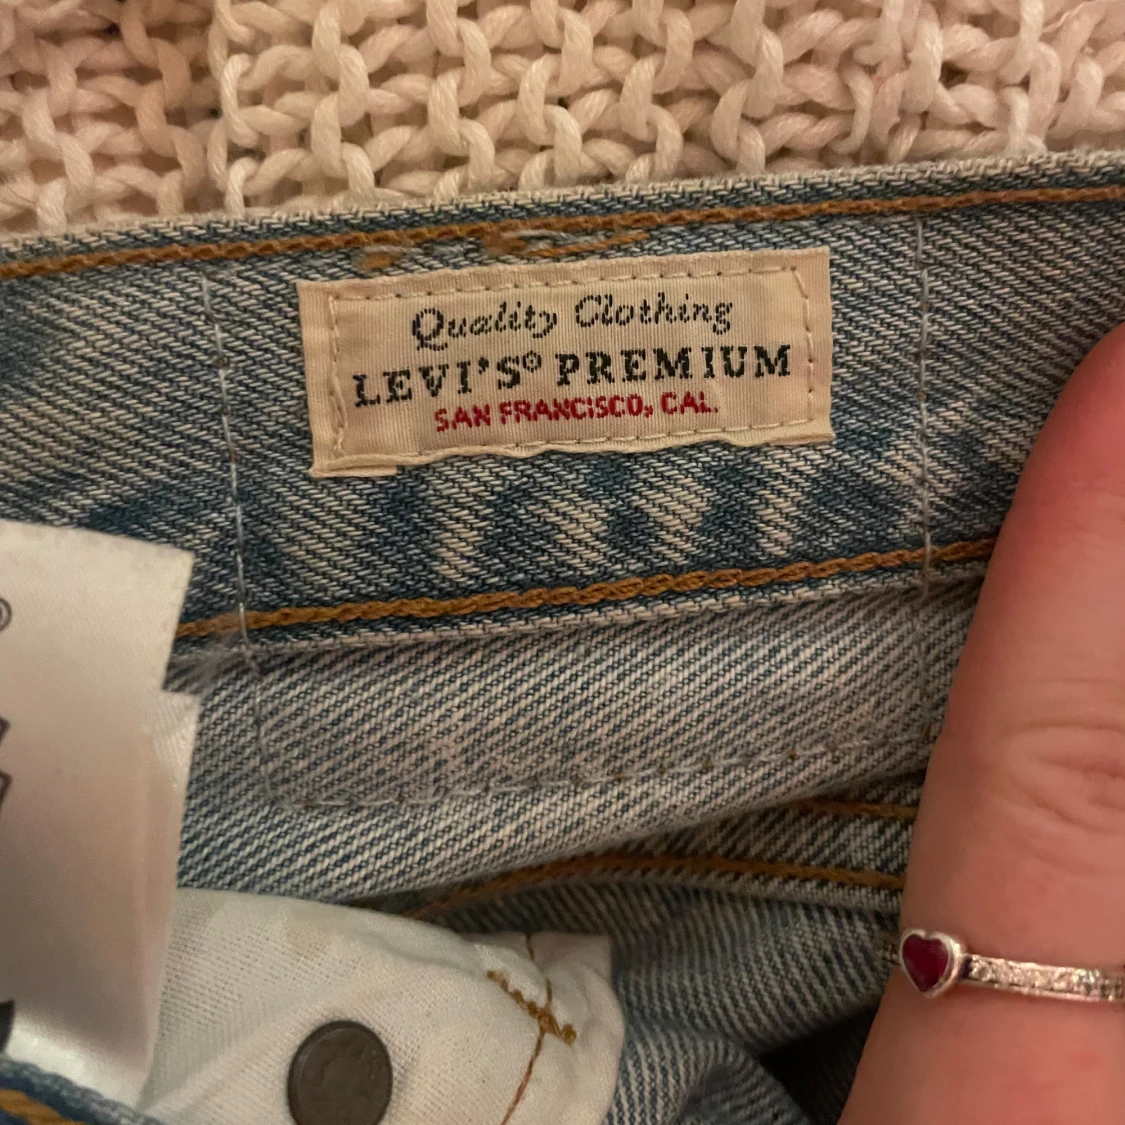 Quality Clothing
LEVI'S® PREMIUM
SAN FRANCISCO, CAL.